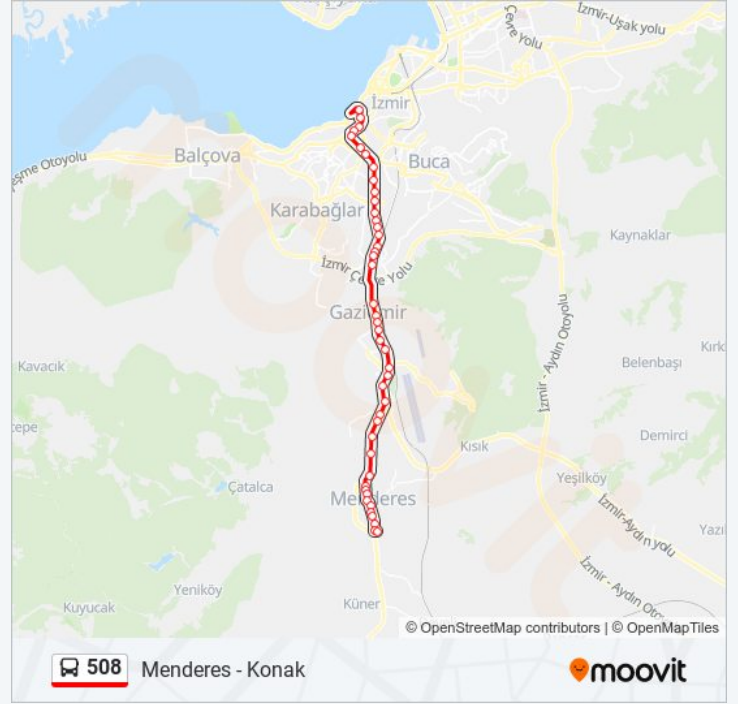 İzmir-Uşak yolu
Çevre Yolu
İzmir
Balçova
Buca
eşme Otoyolu
Karabağlar
Kaynaklar
İzmir Çevre Yolu
Gaziemir
İzmir - Aydın Otoyolu
Kırk
Kavacık
Belenbaşı
tepe
Demirci
Kısık
Yeşilköy
Çatalca
Menderes
İzmir-Aydın yolu
Yazı
Yeniköy
İzmir - Aydın Oto
Kuyucak
Küner
© OpenStreetMap contributors | © OpenMapTiles
508 Menderes - Konak
moovit